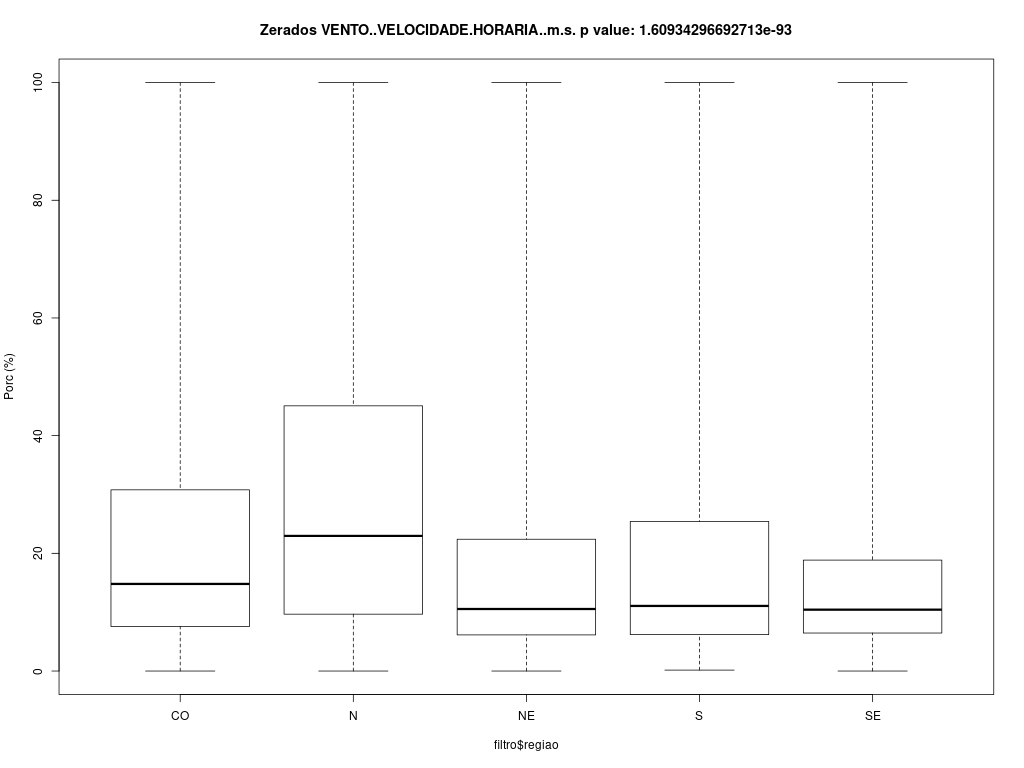 Zerados VENTO..VELOCIDADE.HORARIA..m.s. p value: 1.60934296692713e-93
Porc (%)
100
80
60
40
20
0
CO N NE S SE
filtro$regiao